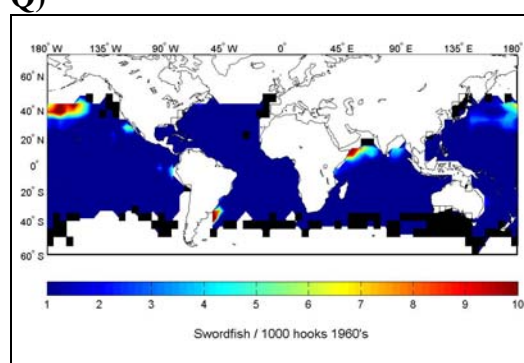 Q)
180° W 135° W 90° W 45° W 0° 45° E 90° E 135° E 180° E
60° N
40° N
20° N
0°
20° S
40° S
60° S
1 2 3 4 5 6 7 8 9 10
Swordfish / 1000 hooks 1960's